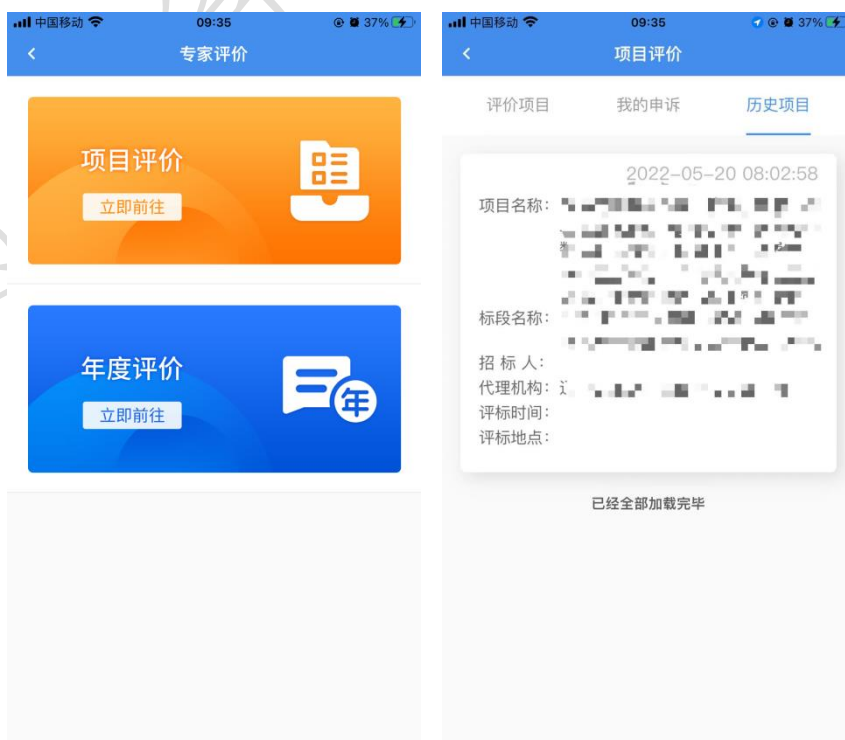 中国移动 09:35 37%
专家评价
项目评价
立即前往
年度评价
立即前往
年
中国移动 09:35 37%
项目评价
评价项目 我的申诉 历史项目
2022-05-20 08:02:58
项目名称:
标段名称:
招 标 人:
代理机构:
评标时间:
评标地点:
已经全部加载完毕